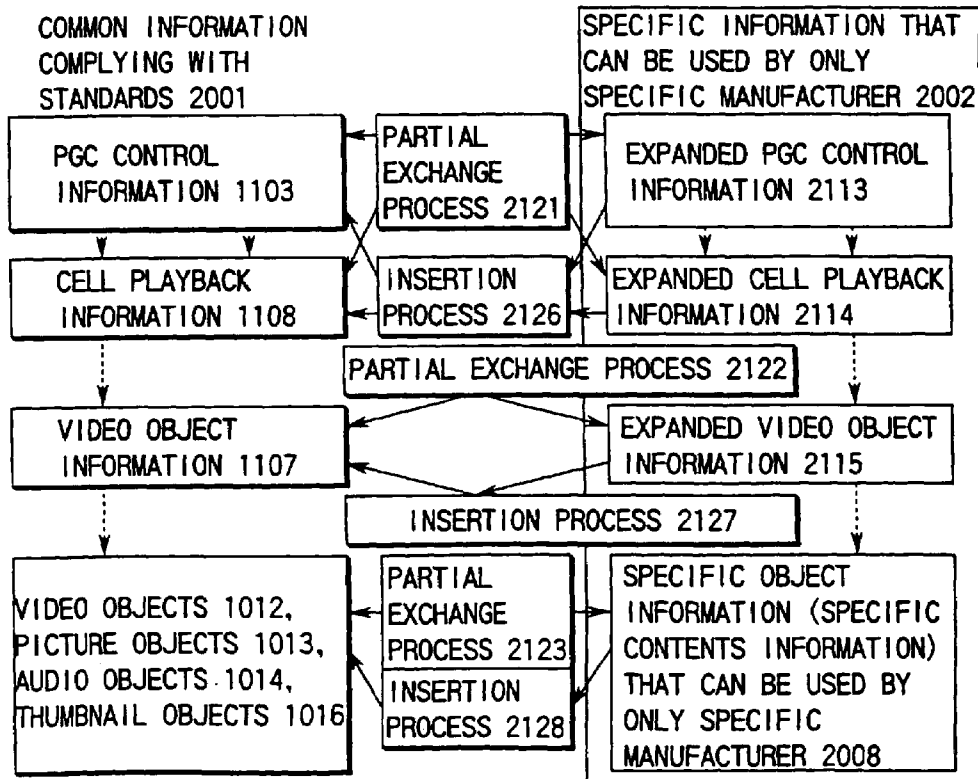 COMMON INFORMATION
COMPLYING WITH
STANDARDS 2001
SPECIFIC INFORMATION THAT
CAN BE USED BY ONLY
SPECIFIC MANUFACTURER 2002
PGC CONTROL
INFORMATION 1103
PARTIAL
EXCHANGE
PROCESS 2121
EXPANDED PGC CONTROL
INFORMATION 2113
CELL PLAYBACK
INFORMATION 1108
INSERTION
PROCESS 2126
EXPANDED CELL PLAYBACK
INFORMATION 2114
PARTIAL EXCHANGE PROCESS 2122
VIDEO OBJECT
INFORMATION 1107
EXPANDED VIDEO OBJECT
INFORMATION 2115
INSERTION PROCESS 2127
VIDEO OBJECTS 1012,
PICTURE OBJECTS 1013,
AUDIO OBJECTS 1014,
THUMBNAIL OBJECTS 1016
PARTIAL
EXCHANGE
PROCESS 2123
INSERTION
PROCESS 2128
SPECIFIC OBJECT
INFORMATION (SPECIFIC
CONTENTS INFORMATION)
THAT CAN BE USED BY
ONLY SPECIFIC
MANUFACTURER 2008